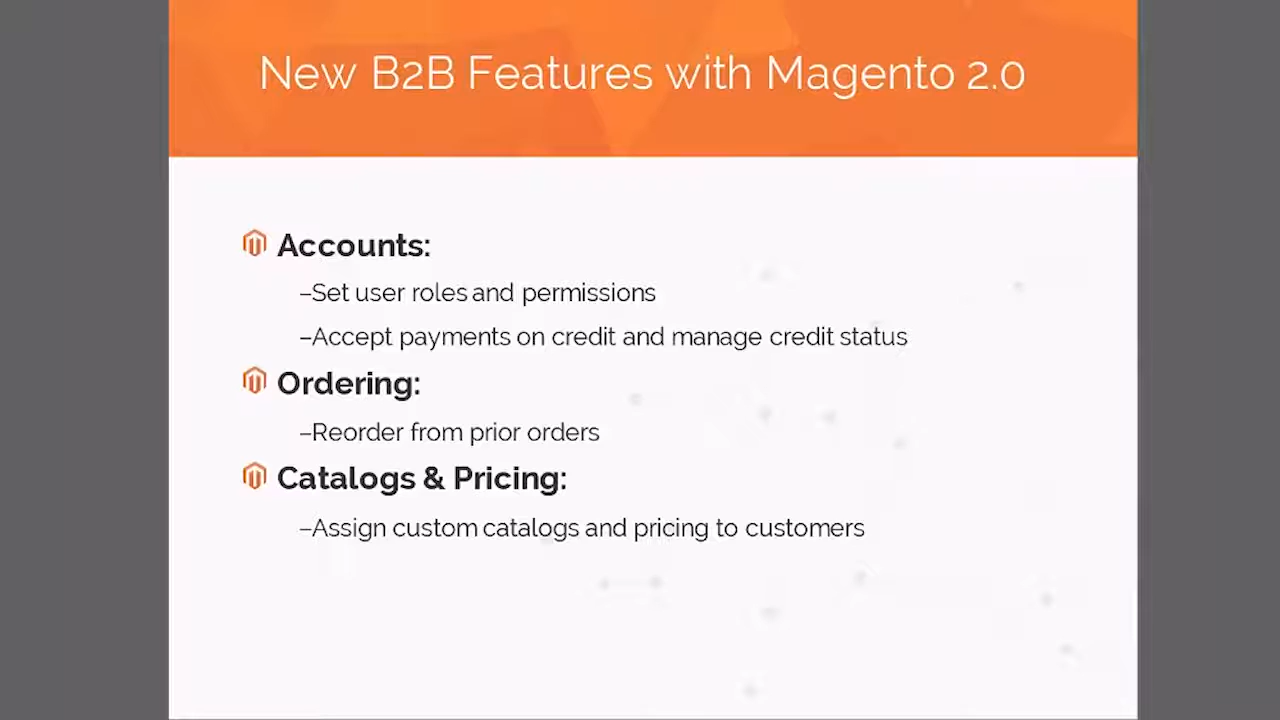 New B2B Features with Magento 2.0
Accounts:
–Set user roles and permissions
–Accept payments on credit and manage credit status
Ordering:
–Reorder from prior orders
Catalogs & Pricing:
–Assign custom catalogs and pricing to customers